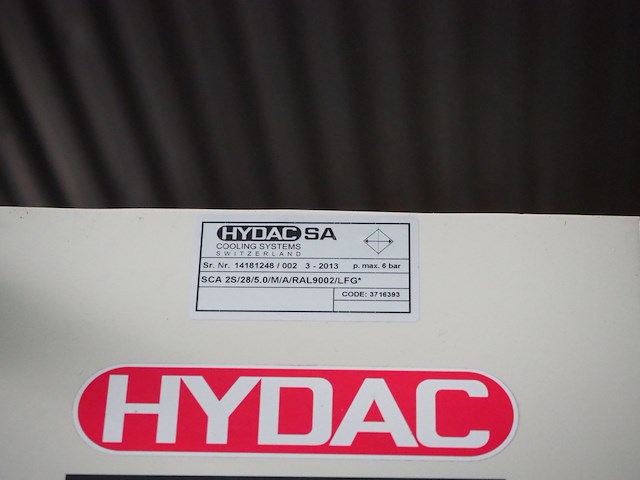 HYDAC SA
COOLING SYSTEMS
SWITZERLAND
Sr. Nr. 14181248 / 002 3 - 2013 p. max. 6 bar
SCA 2S/28/5.0/M/A/RAL9002/LFG*
CODE: 3716393
HYDAC